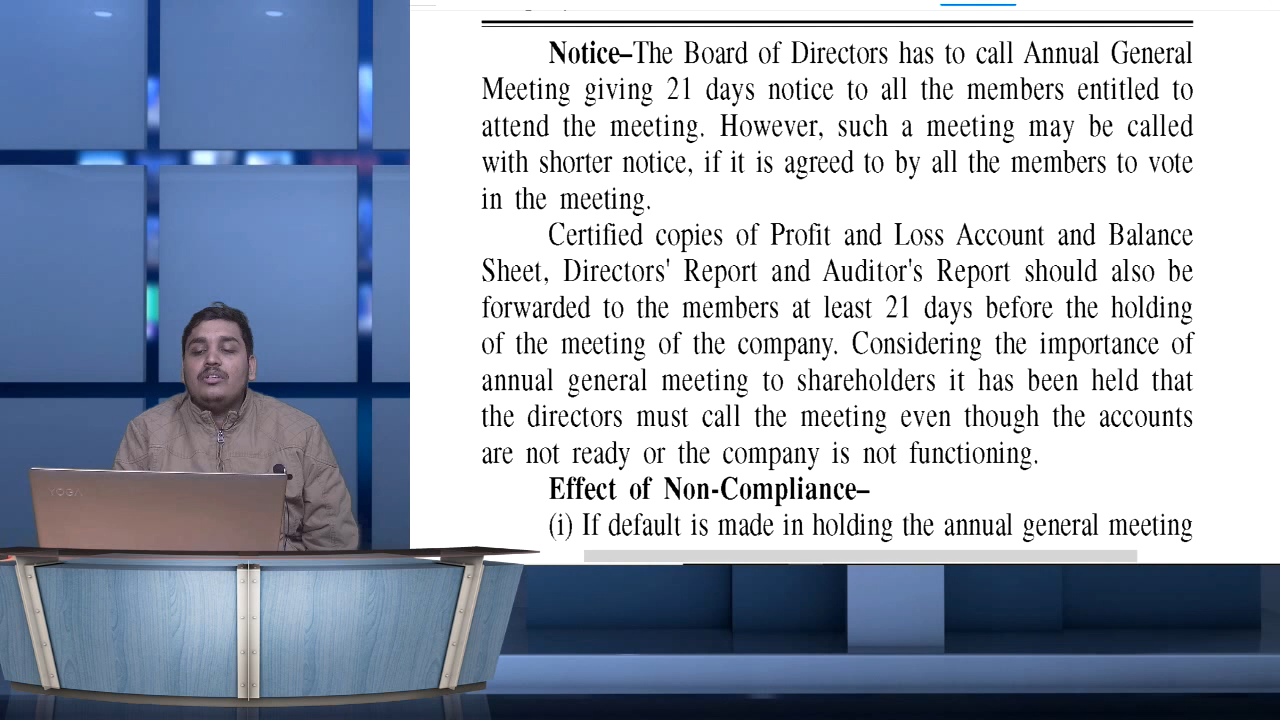 Notice–The Board of Directors has to call Annual General
Meeting giving 21 days notice to all the members entitled to
attend the meeting. However, such a meeting may be called
with shorter notice, if it is agreed to by all the members to vote
in the meeting.
Certified copies of Profit and Loss Account and Balance
Sheet, Directors' Report and Auditor's Report should also be
forwarded to the members at least 21 days before the holding
of the meeting of the company. Considering the importance of
annual general meeting to shareholders it has been held that
the directors must call the meeting even though the accounts
are not ready or the company is not functioning.
Effect of Non-Compliance–
(i) If default is made in holding the annual general meeting
YOGA